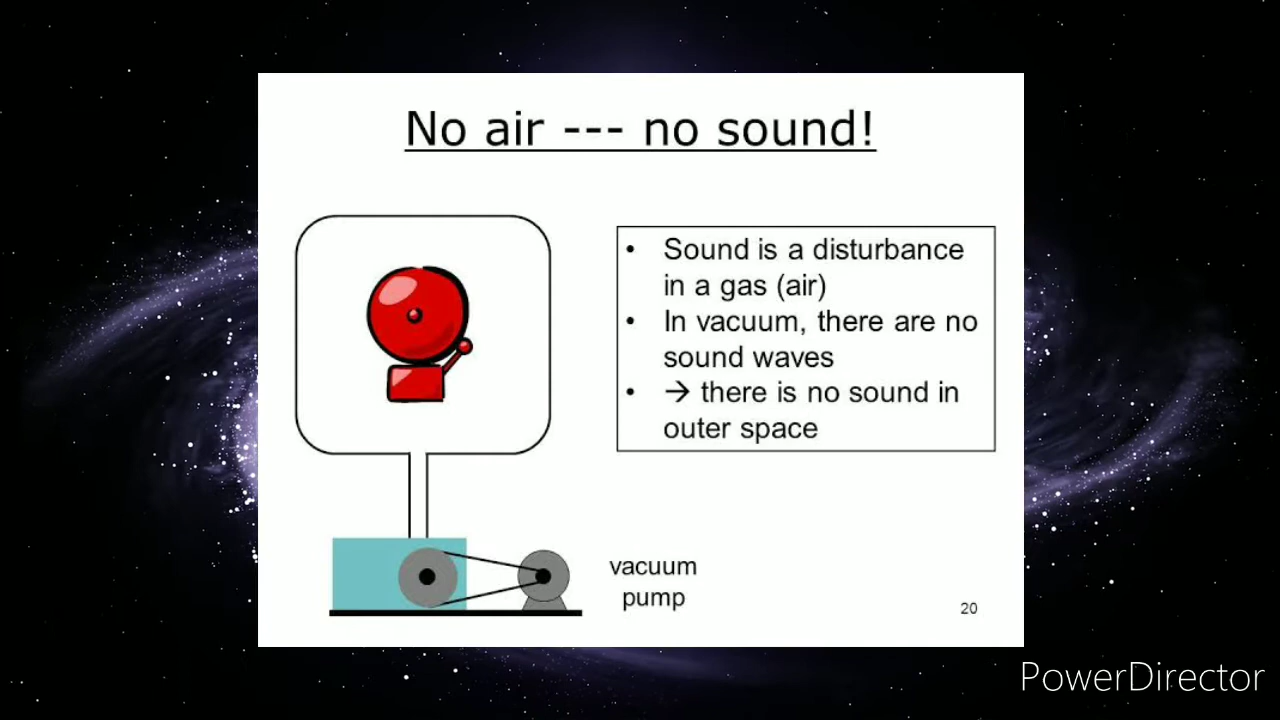 No air --- no sound!
• Sound is a disturbance
in a gas (air)
• In vacuum, there are no
sound waves
• → there is no sound in
outer space
vacuum
pump
20
PowerDirector